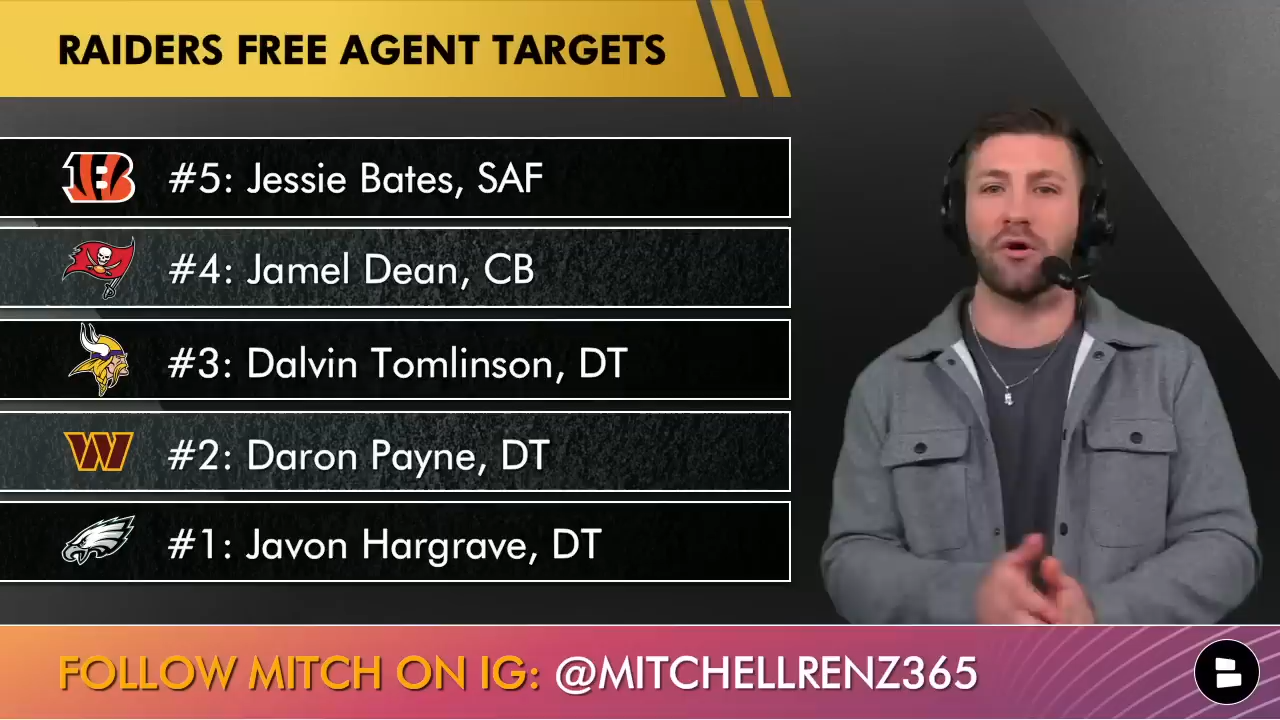 RAIDERS FREE AGENT TARGETS
#5: Jessie Bates, SAF
#4: Jamel Dean, CB
#3: Dalvin Tomlinson, DT
#2: Daron Payne, DT
#1: Javon Hargrave, DT
FOLLOW MITCH ON IG: @MITCHELLRENZ365